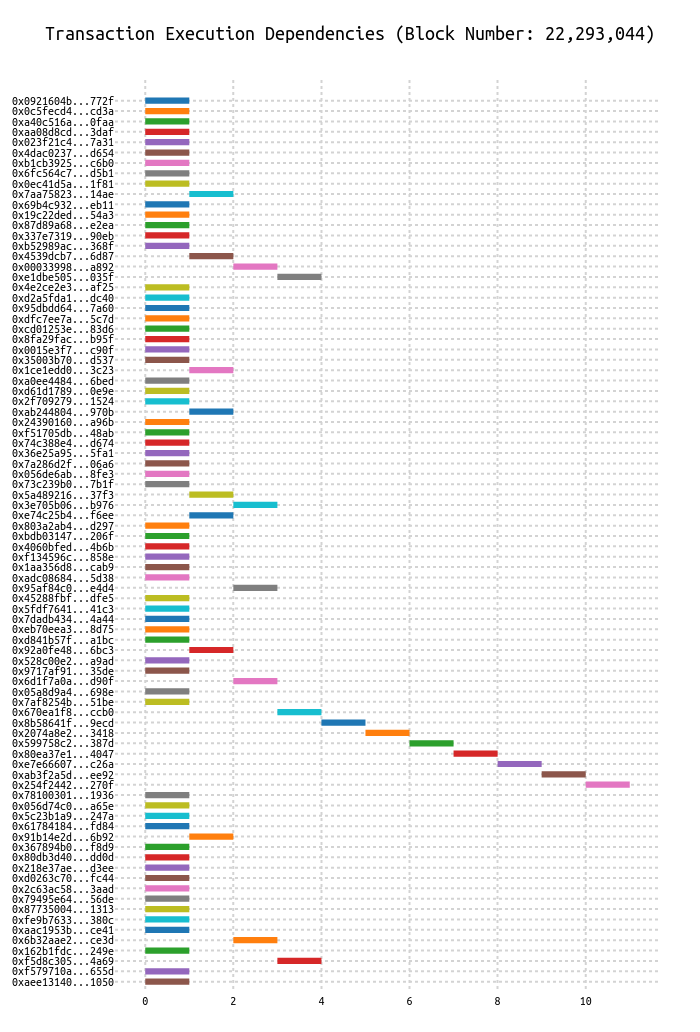 Transaction Execution Dependencies (Block Number: 22,293,044)
0x0921604b...772f
0x0c5fecd4...cd3a
0xa40c516a...0faa
0xaa08d8cd...3daf
0x023f21c4...7a31
0x4dac0237...d654
0xb1cb3925...c6b0
0x6fc564c7...d5b1
0x0ec41d5a...1f81
0x7aa75823...14ae
0x69b4c932...eb11
0x19c22ded...54a3
0x87d89a68...e2ea
0x337e7319...90eb
0xb52989ac...368f
0x4539dcb7...6d87
0x00033998...a892
0xe1dbe505...035f
0x4e2ce2e3...af25
0xd2a5fda1...dc40
0x95dbdd64...7a60
0xdfc7ee7a...5c7d
0xcd01253e...83d6
0x8fa29fac...b95f
0x0015e3f7...c90f
0x35003b70...d537
0x1ce1edd0...3c23
0xa0ee4484...6bed
0xd61d1789...0e9e
0x2f709279...1524
0xab244804...970b
0x24390160...a96b
0xf51705db...48ab
0x74c388e4...d674
0x36e25a95...5fa1
0x7a286d2f...06a6
0x056de6ab...8fe3
0x73c239b0...7b1f
0x5a489216...37f3
0x3e705b06...b976
0xe74c25b4...f6ee
0x803a2ab4...d297
0xbdb03147...206f
0x4060bfed...4b6b
0xf134596c...858e
0x1aa356d8...cab9
0xadc08684...5d38
0x95af84c0...e4d4
0x45288fbf...dfe5
0x5fdf7641...41c3
0x7dadb434...4a44
0xeb70eea3...8d75
0xd841b57f...a1bc
0x92a0fe48...6bc3
0x528c00e2...a9ad
0x9717af91...35de
0x6d1f7a0a...d90f
0x05a8d9a4...698e
0x7af8254b...51be
0x670ea1f8...ccb0
0x8b58641f...9ecd
0x2074a8e2...3418
0x599758c2...387d
0x80ea37e1...4047
0xe7e66607...c26a
0xab3f2a5d...ee92
0x254f2442...270f
0x78100301...1936
0x056d74c0...a65e
0x5c23b1a9...247a
0x61784184...fd84
0x91b14e2d...6b92
0x367894b0...f8d9
0x80db3d40...dd0d
0x218e37ae...d3ee
0xd0263c70...fc44
0x2c63ac58...3aad
0x79495e64...56de
0x87735004...1313
0xfe9b7633...380c
0xaac1953b...ce41
0x6b32aae2...ce3d
0x162b1fdc...249e
0xf5d8c305...4a69
0xf579710a...655d
0xaee13140...1050
0 2 4 6 8 10